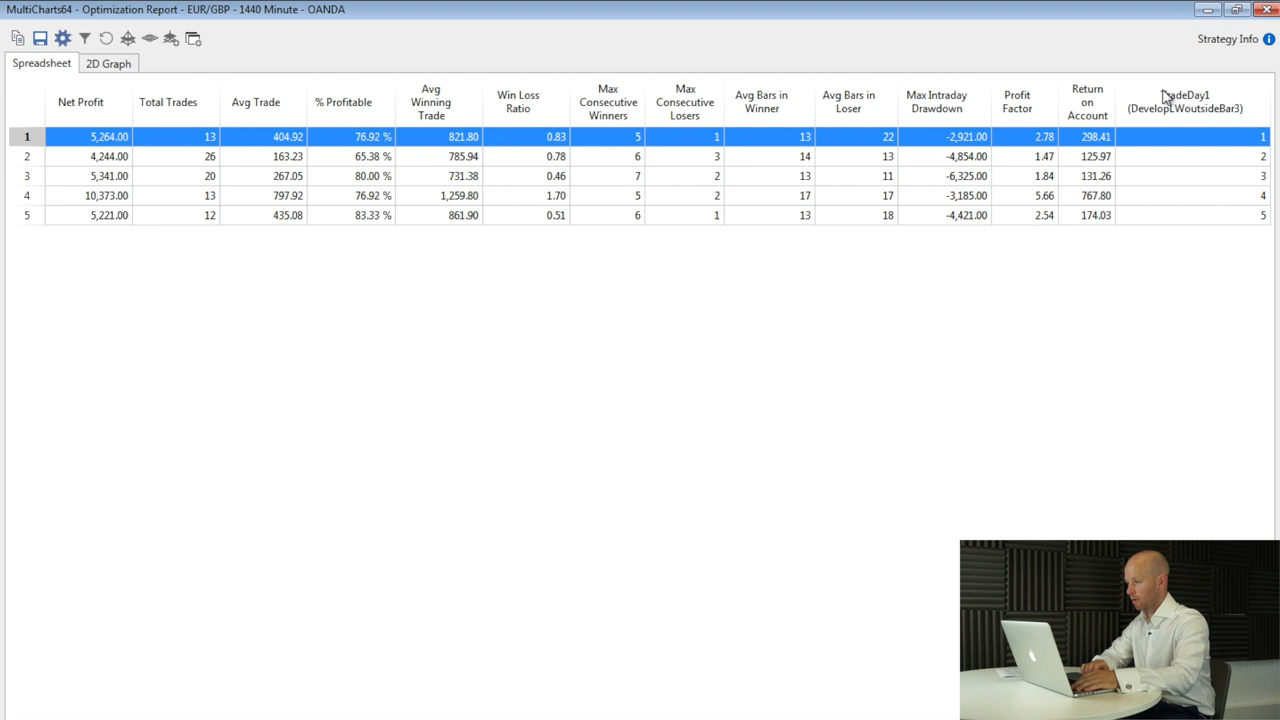 MultiCharts64 - Optimization Report - EUR/GBP - 1440 Minute - OANDA
Strategy Info
Spreadsheet 2D Graph
Net Profit Total Trades Avg Trade % Profitable Avg Winning Trade Win Loss Ratio Max Consecutive Winners Max Consecutive Losers Avg Bars in Winner Avg Bars in Loser Max Intraday Drawdown Profit Factor Return on Account (DevelopLWoutsideBar3)
1 5,264.00 13 404.92 76.92 % 821.80 0.83 5 1 13 22 -2,921.00 2.78 298.41 1
2 4,244.00 26 163.23 65.38 % 785.94 0.78 6 3 14 13 -4,854.00 1.47 125.97 2
3 5,341.00 20 267.05 80.00 % 731.38 0.46 7 2 13 11 -6,325.00 1.84 131.26 3
4 10,373.00 13 797.92 76.92 % 1,259.80 1.70 5 2 17 17 -3,185.00 5.66 767.80 4
5 5,221.00 12 435.08 83.33 % 861.90 0.51 6 1 13 18 -4,421.00 2.54 174.03 5